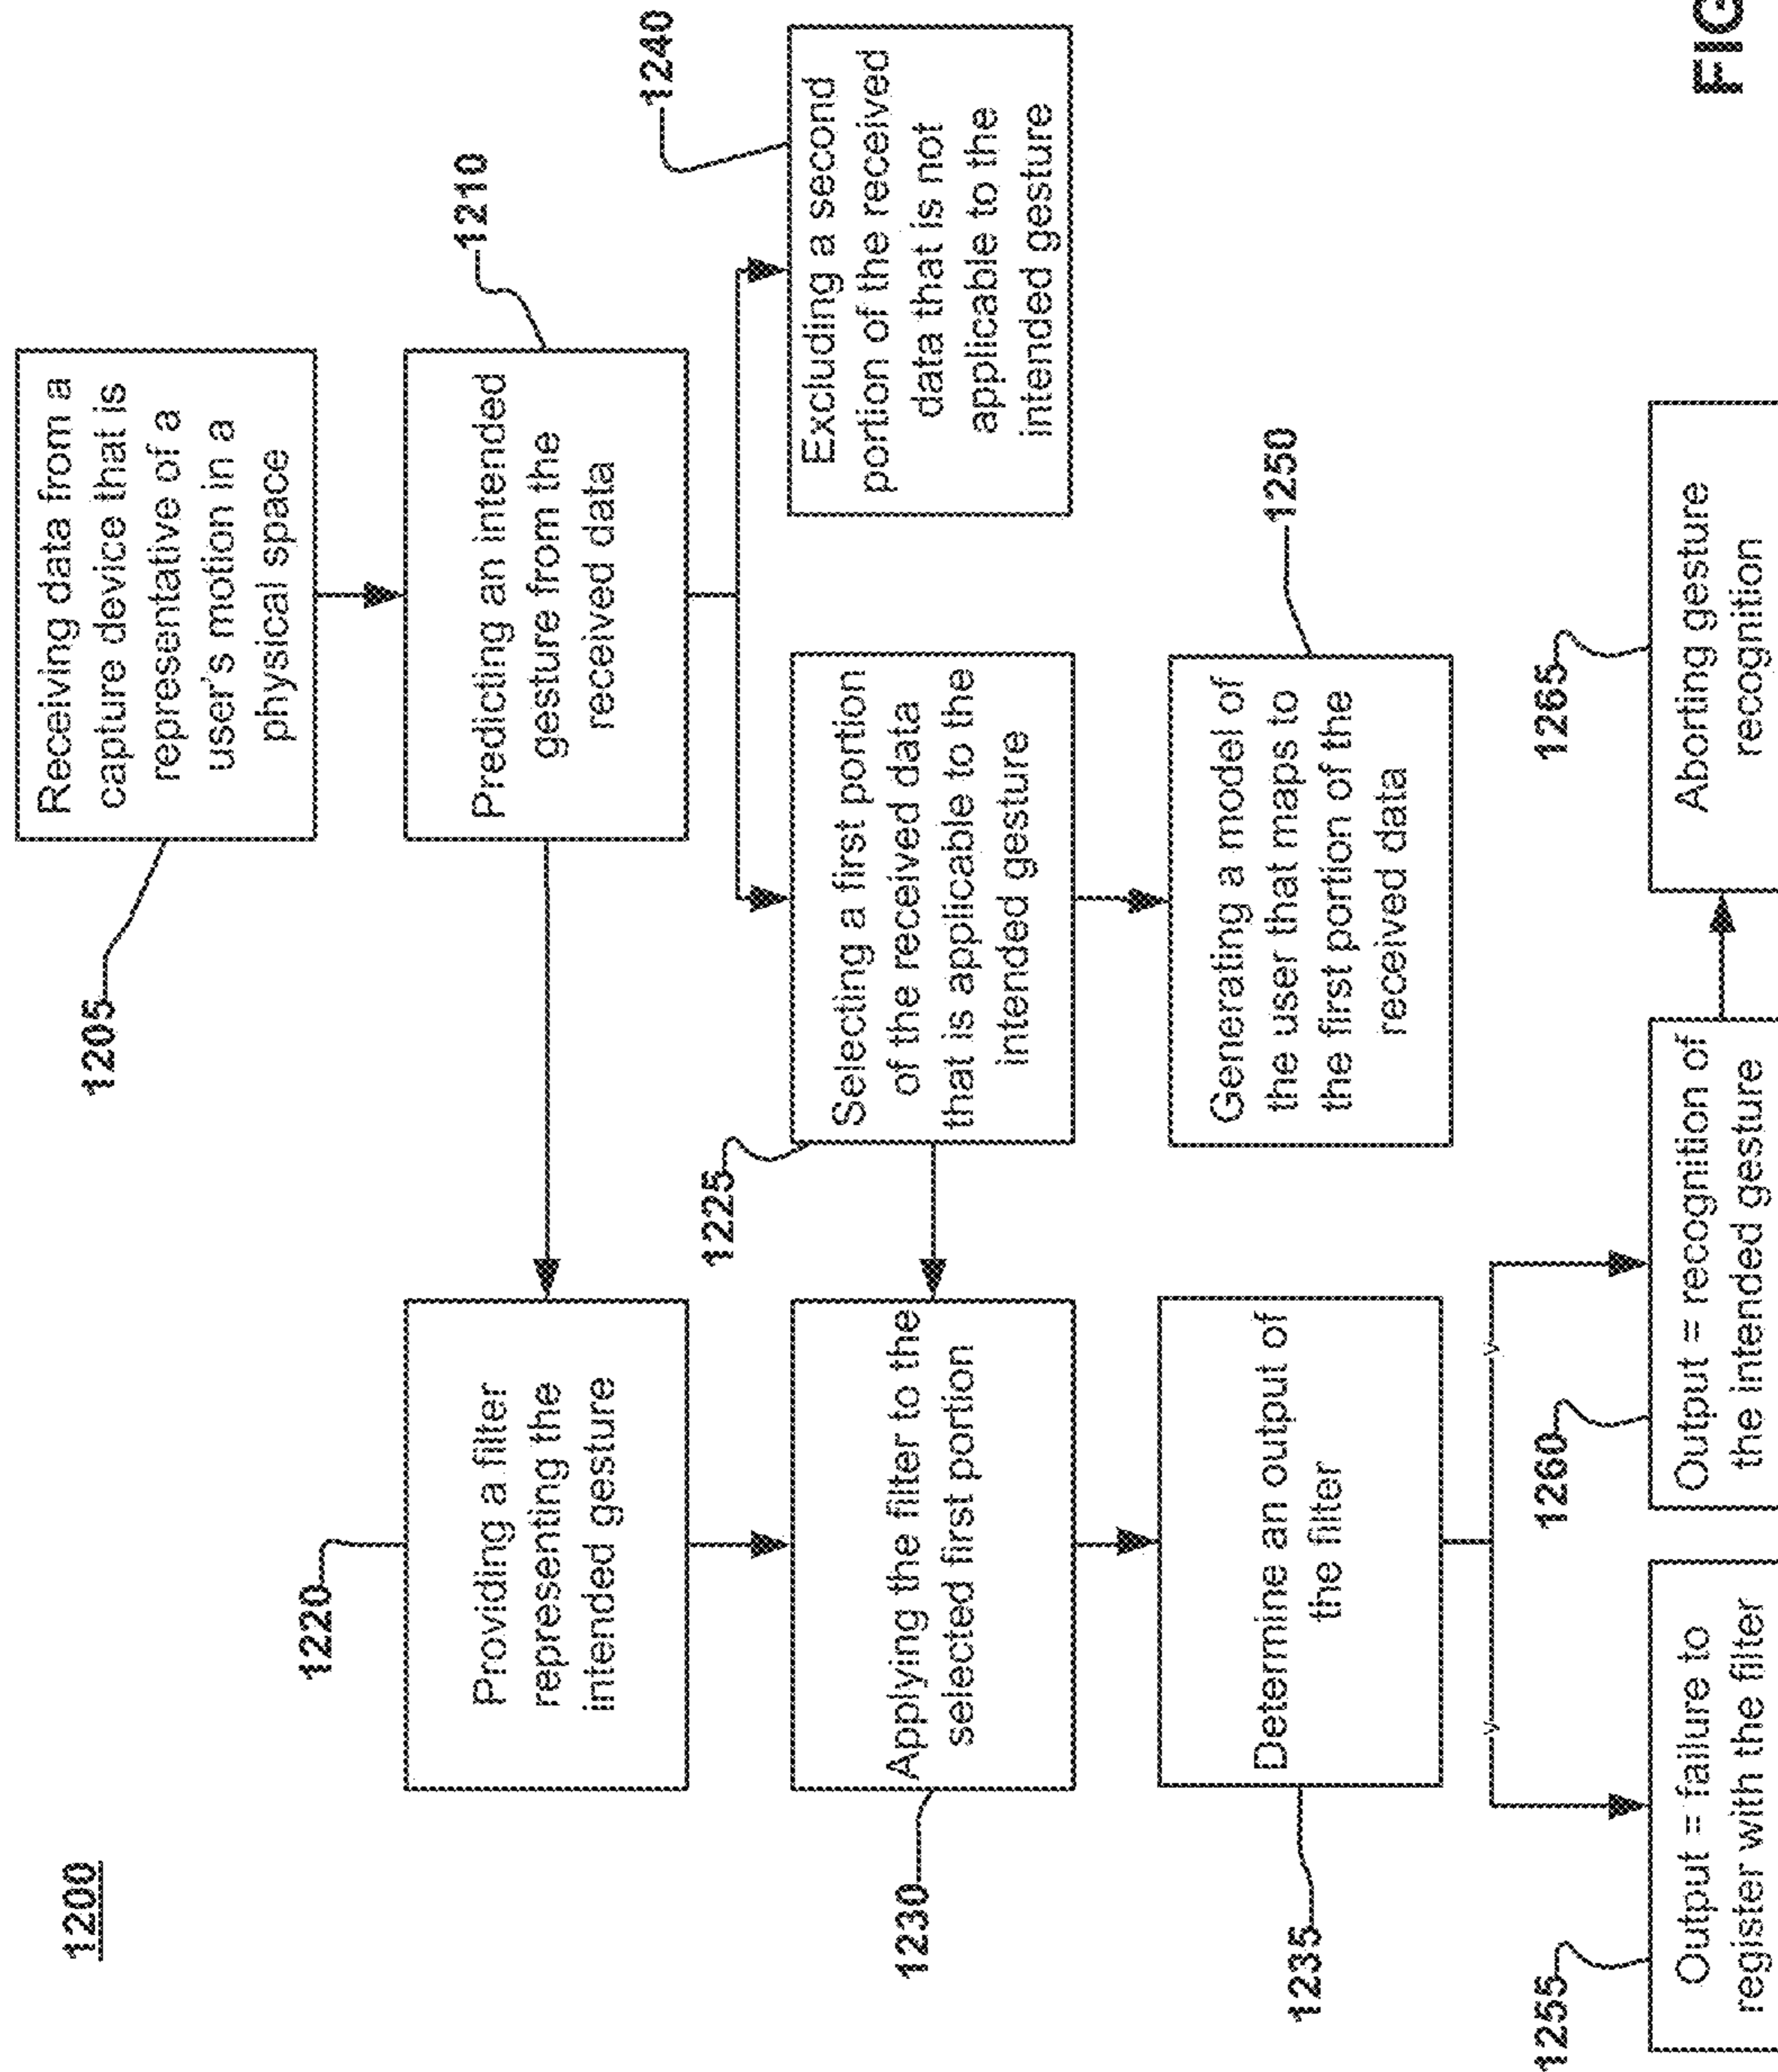 1200
1205
Receiving data from a
capture device that is
representative of a
user's motion in a
physical space
1210
Predicting an intended
gesture from the
received data
1220
Providing a filter
representing the
intended gesture
1225
Selecting a first portion
of the received data
that is applicable to the
intended gesture
1240
Excluding a second
portion of the received
data that is not
applicable to the
intended gesture
1230
Applying the filter to the
selected first portion
1250
Generating a model of
the user that maps to
the first portion of the
received data
1235
Determine an output of
the filter
1255
Output = failure to
register with the filter
1260
Output = recognition of
the intended gesture
1265
Aborting gesture
recognition
FIG